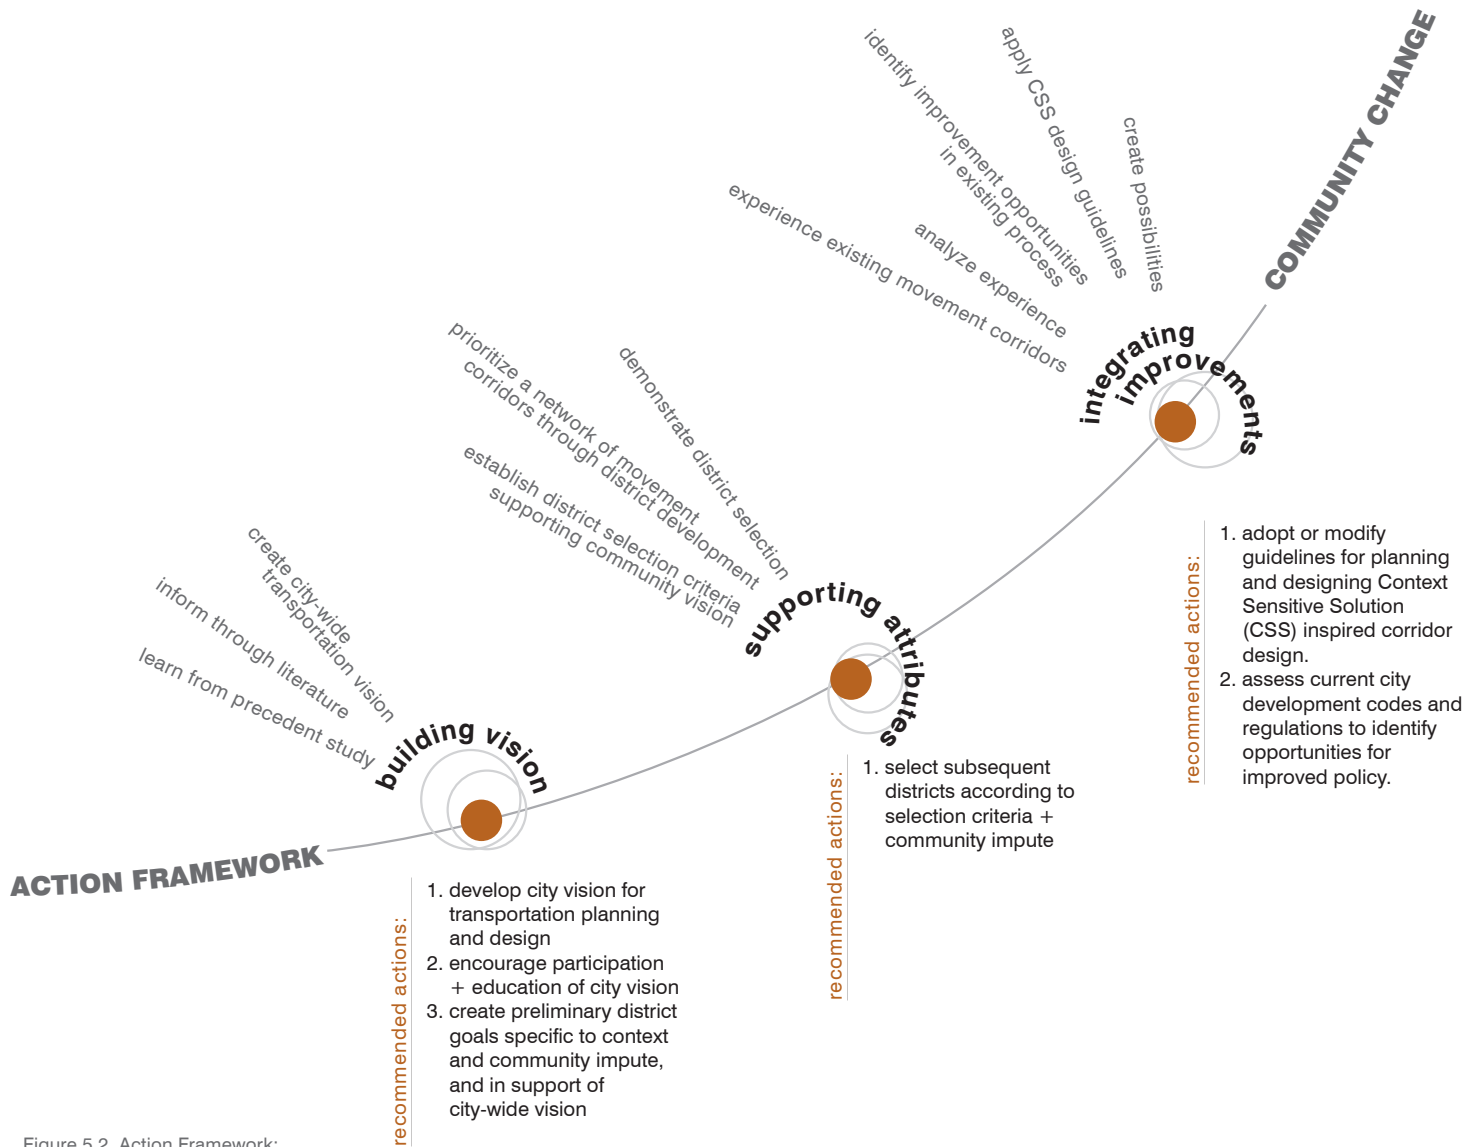 COMMUNITY CHANGE
create possibilities
apply CSS design guidelines
identify improvement opportunities
in existing process
analyze experience
experience existing movement corridors
integrating
improvements
demonstrate district selection
prioritize a network of movement
corridors through district development
establish district selection criteria
supporting community vision
supporting attributes
create city-wide
transportation vision
inform through literature
learn from precedent study
building vision
ACTION FRAMEWORK
recommended actions:
1. develop city vision for
transportation planning
and design
2. encourage participation
+ education of city vision
3. create preliminary district
goals specific to context
and community impute,
and in support of
city-wide vision
recommended actions:
1. select subsequent
districts according to
selection criteria +
community impute
recommended actions:
1. adopt or modify
guidelines for planning
and designing Context
Sensitive Solution
(CSS) inspired corridor
design.
2. assess current city
development codes and
regulations to identify
opportunities for
improved policy.
Figure 5.2 Action Framework: